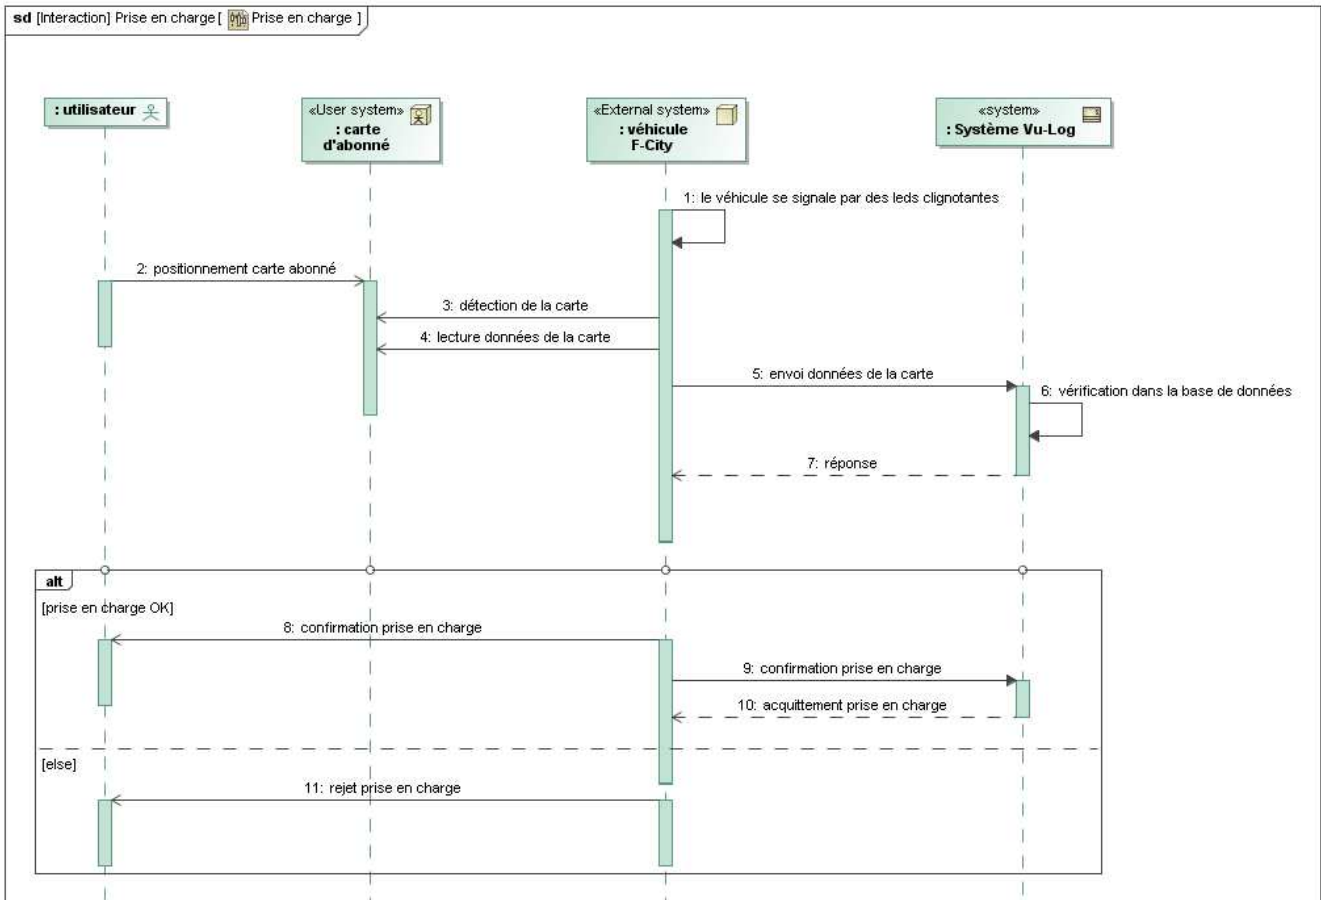 sd [Interaction] Prise en charge [ Prise en charge ]
: utilisateur
«User system»
: carte
d'abonné
«External system»
: véhicule
F-City
«system»
: Système Vu-Log
1: le véhicule se signale par des leds clignotantes
2: positionnement carte abonné
3: détection de la carte
4: lecture données de la carte
5: envoi données de la carte
6: vérification dans la base de données
7: réponse
alt
[prise en charge OK]
8: confirmation prise en charge
9: confirmation prise en charge
10: acquittement prise en charge
[else]
11: rejet prise en charge